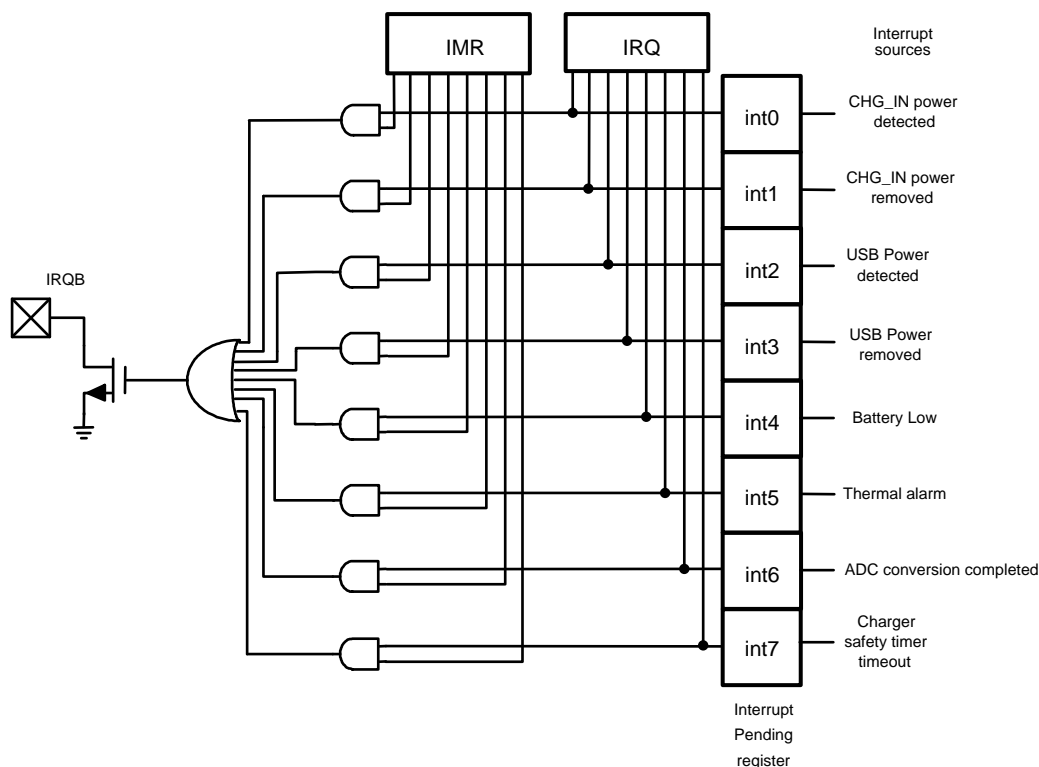 IMR
IRQ
Interrupt
sources
int0
CHG_IN power
detected
int1
CHG_IN power
removed
int2
USB Power
detected
IRQB
int3
USB Power
removed
int4
Battery Low
int5
Thermal alarm
int6
ADC conversion completed
int7
Charger
safety timer
timeout
Interrupt
Pending
register